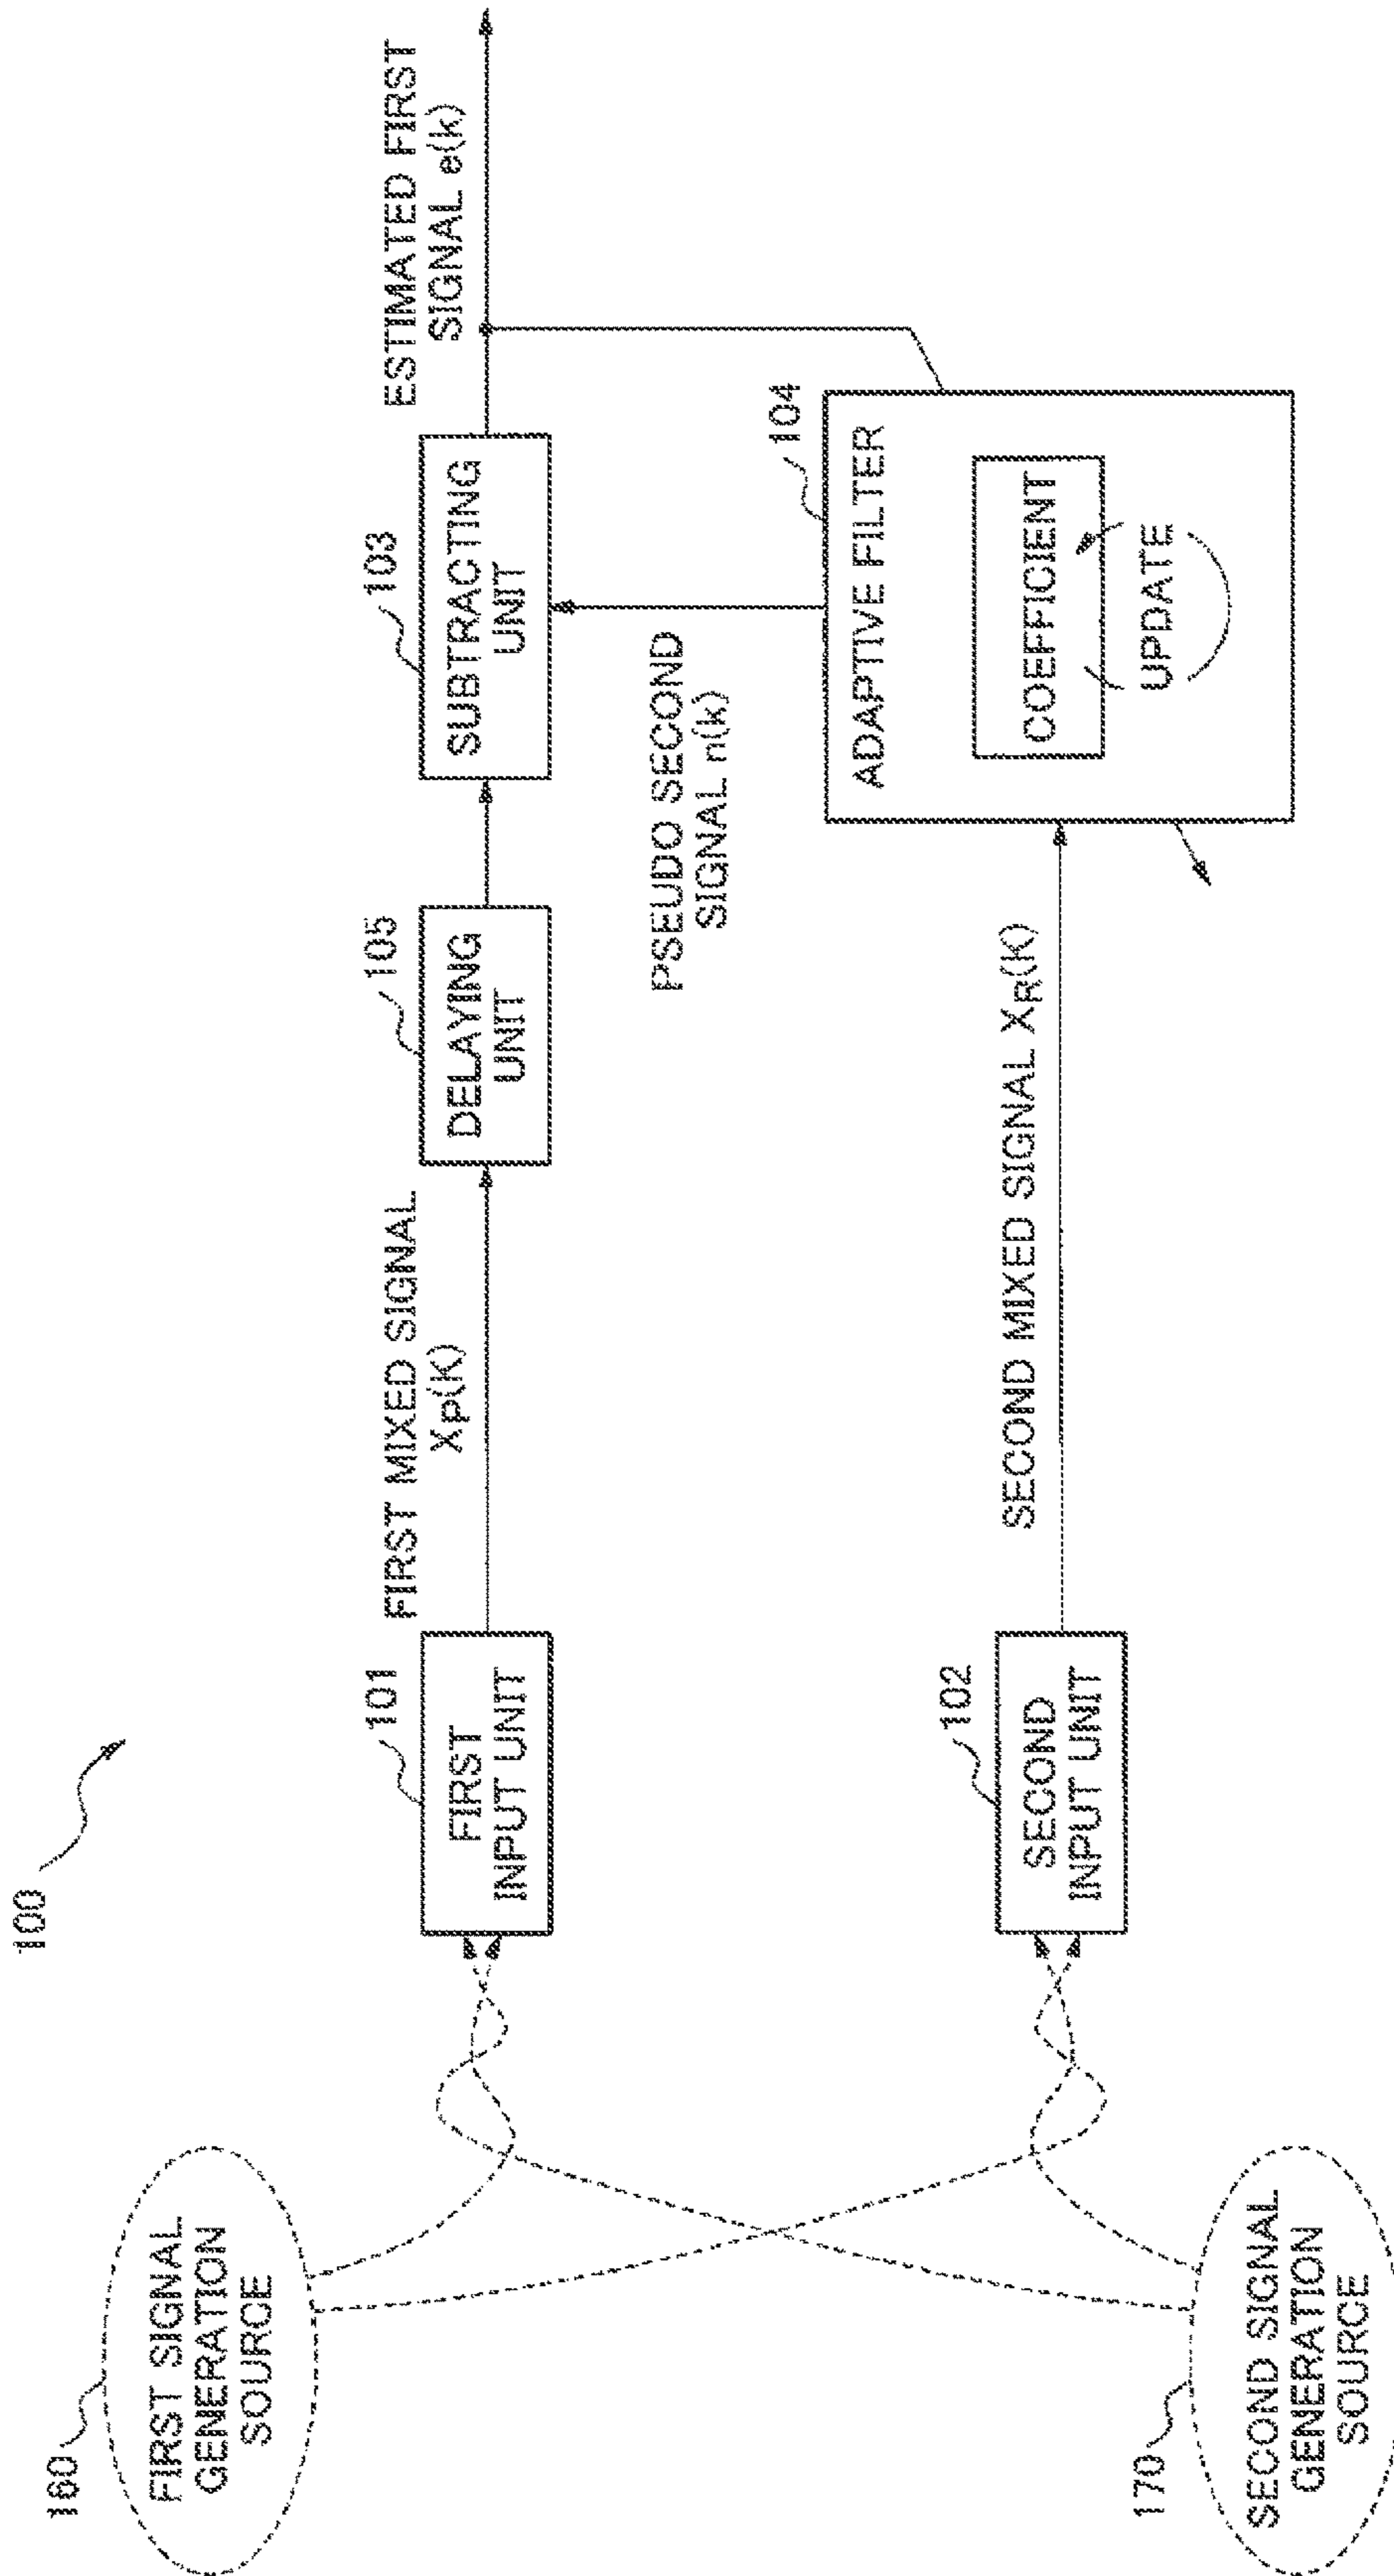 100
160
FIRST SIGNAL
GENERATION
SOURCE
101
FIRST
INPUT UNIT
FIRST MIXED SIGNAL
XP(K)
105
DELAYING
UNIT
103
SUBTRACTING
UNIT
ESTIMATED FIRST
SIGNAL e(k)
PSEUDO SECOND
SIGNAL n(k)
170
SECOND SIGNAL
GENERATION
SOURCE
102
SECOND
INPUT UNIT
SECOND MIXED SIGNAL XR(K)
104
ADAPTIVE FILTER
COEFFICIENT
UPDATE